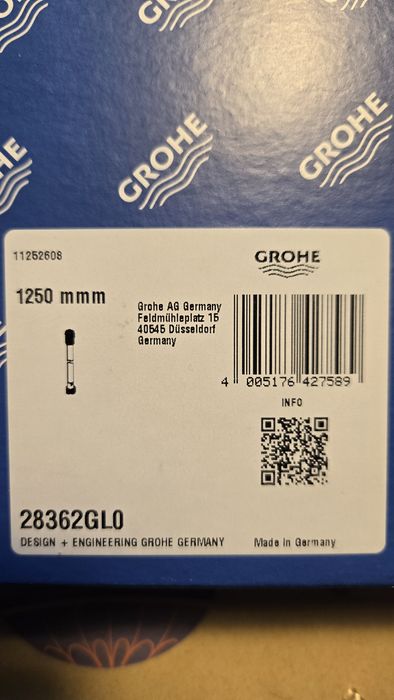 GROHE
GROHE
11252608
GROHE
1250 mmm
Grohe AG Germany
Feldmühleplatz 15
40545 Düsseldorf
Germany
4 005176 427589
INFO
28362GL0
DESIGN + ENGINEERING GROHE GERMANY
Made in Germany